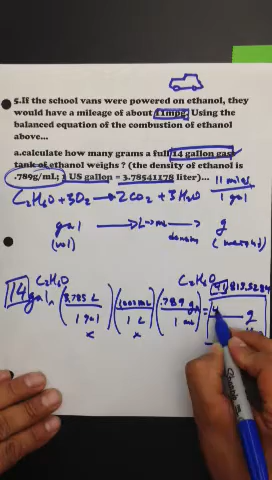 5.If the school vans were powered on ethanol, they
would have a mileage of about 11mpg. Using the
balanced equation of the combustion of ethanol
above...
a.calculate how many grams a full 14 gallon gas
tank of ethanol weighs? (the density of ethanol is
.789g/mL; 1 US gallon = 3.78541178
liter).
11 miles
1 gal
C₂H₆O + 3O₂ → 2CO₂ + 3H₂O
gal → L→mL → g
(vol) density
C₂H₆O C₂H₆O
14 gal (3.785 L / 1 gal) (1000 mL / 1 L) (.789 g / 1 mL) = 4 g